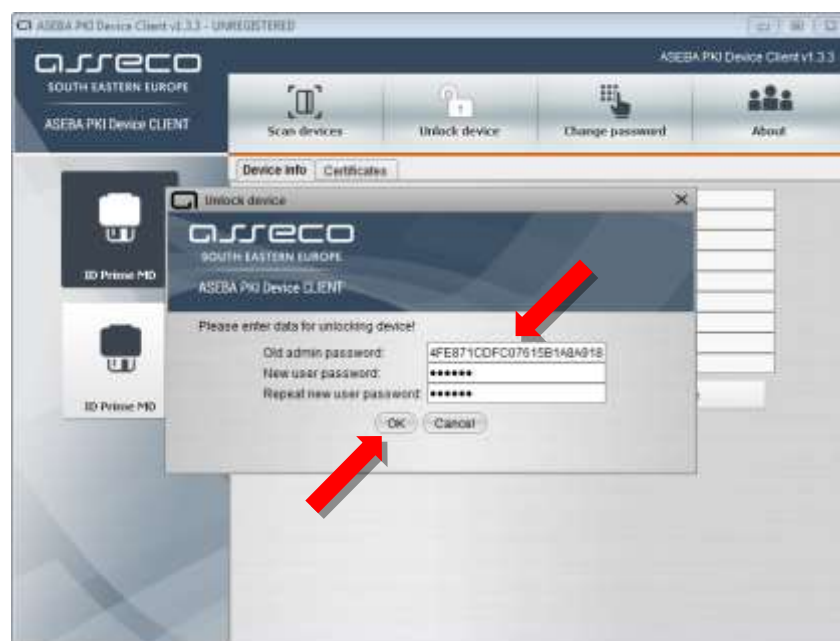 ASEBA PKI Device Client v1.3.3 - UNREGISTERED
asseco
SOUTH EASTERN EUROPE
ASEBA PKI Device CLIENT
ASEBA PKI Device Client v1.3.3
Scan devices
Unlock device
Change password
About
Device info
Certificates
ID Prime MD
ID Prime MD
Unlock device
asseco
SOUTH EASTERN EUROPE
ASEBA PKI Device CLIENT
Please enter data for unlocking device!
Old admin password: 4FE871CDFC07615B1A8A918
New user password: ••••••
Repeat new user password: ••••••
OK
Cancel